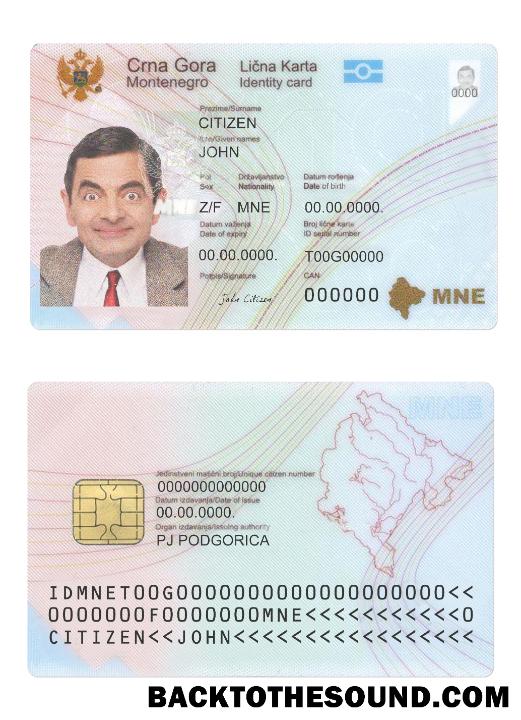 Crna Gora
Montenegro
Lična Karta
Identity card
0000
Prezime/Surname
CITIZEN
Ime/Given names
JOHN
Pol
Sex
Državljanstvo
Nationality
Datum rođenja
Date of birth
Z/F
MNE
00.00.0000.
Datum važenja
Date of expiry
Broj lične karte
ID serial number
00.00.0000.
T00G00000
Potpis/Signature
CAN
John Citizen
000000
MNE
MNE
Jedinstveni matični broj/Unique citizen number
0000000000000
Datum izdavanja/Date of issue
00.00.0000.
Organ izdavanja/Issuing authority
PJ PODGORICA
IDMNET00G000000000000000000000<<
0000000F0000000MNE<<<<<<<<<<<0
CITIZEN<<JOHN<<<<<<<<<<<<<<<<<
BACKTOTHESOUND.COM